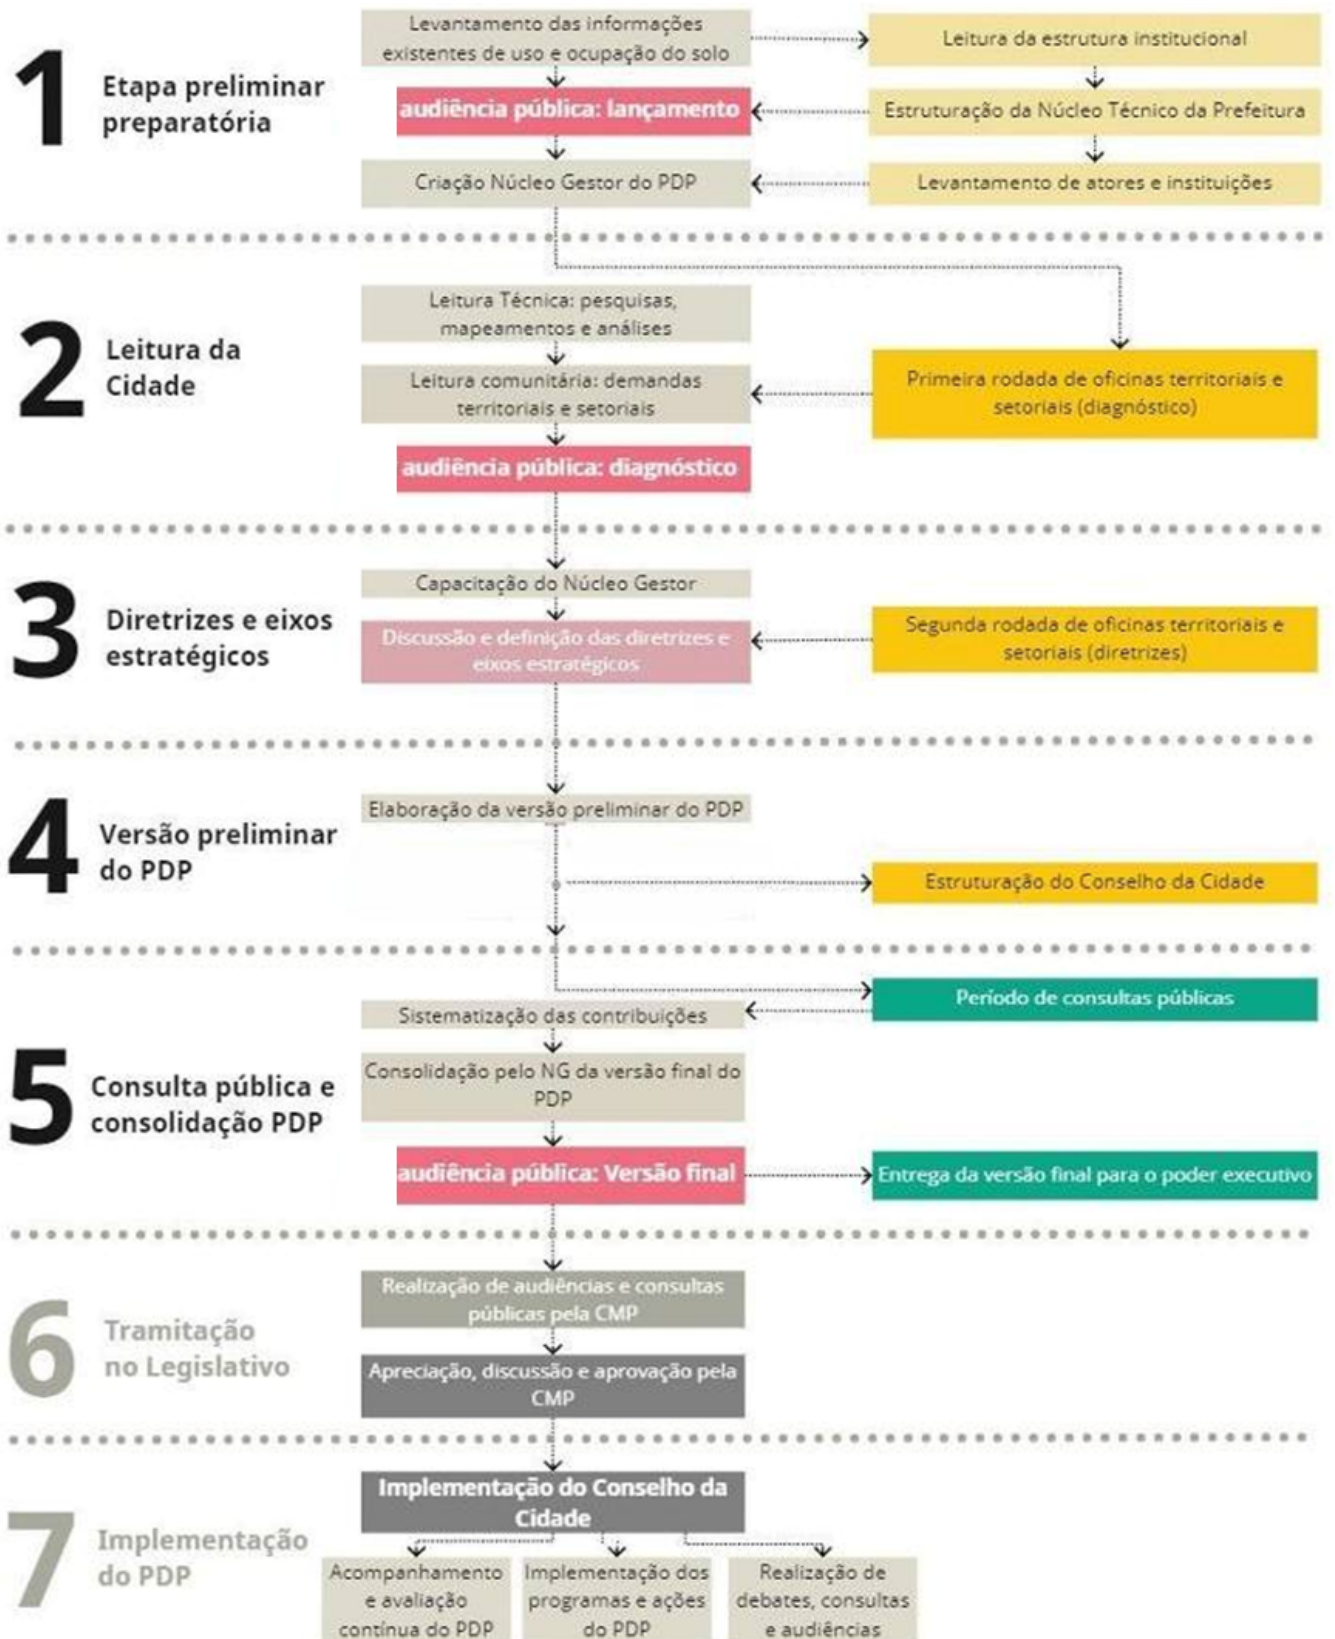 1
Etapa preliminar
preparatória
Levantamento das informações
existentes de uso e ocupação do solo
Leitura da estrutura institucional
audiência pública: lançamento
Estruturação da Núcleo Técnico da Prefeitura
Criação Núcleo Gestor do PDP
Levantamento de atores e instituições
2
Leitura da
Cidade
Leitura Técnica: pesquisas,
mapeamentos e análises
Leitura comunitária: demandas
territoriais e setoriais
Primeira rodada de oficinas territoriais e
setoriais (diagnóstico)
audiência pública: diagnóstico
3
Diretrizes e eixos
estratégicos
Capacitação do Núcleo Gestor
Discussão e definição das diretrizes e
eixos estratégicos
Segunda rodada de oficinas territoriais e
setoriais (diretrizes)
4
Versão preliminar
do PDP
Elaboração da versão preliminar do PDP
Estruturação do Conselho da Cidade
5
Consulta pública e
consolidação PDP
Período de consultas públicas
Sistematização das contribuições
Consolidação pelo NG da versão final do
PDP
audiência pública: Versão final
Entrega da versão final para o poder executivo
6
Tramitação
no Legislativo
Realização de audiências e consultas
públicas pela CMP
Apreciação, discussão e aprovação pela
CMP
7
Implementação
do PDP
Implementação do Conselho da
Cidade
Acompanhamento
e avaliação
contínua do PDP
Implementação dos
programas e ações
do PDP
Realização de
debates, consultas
e audiências